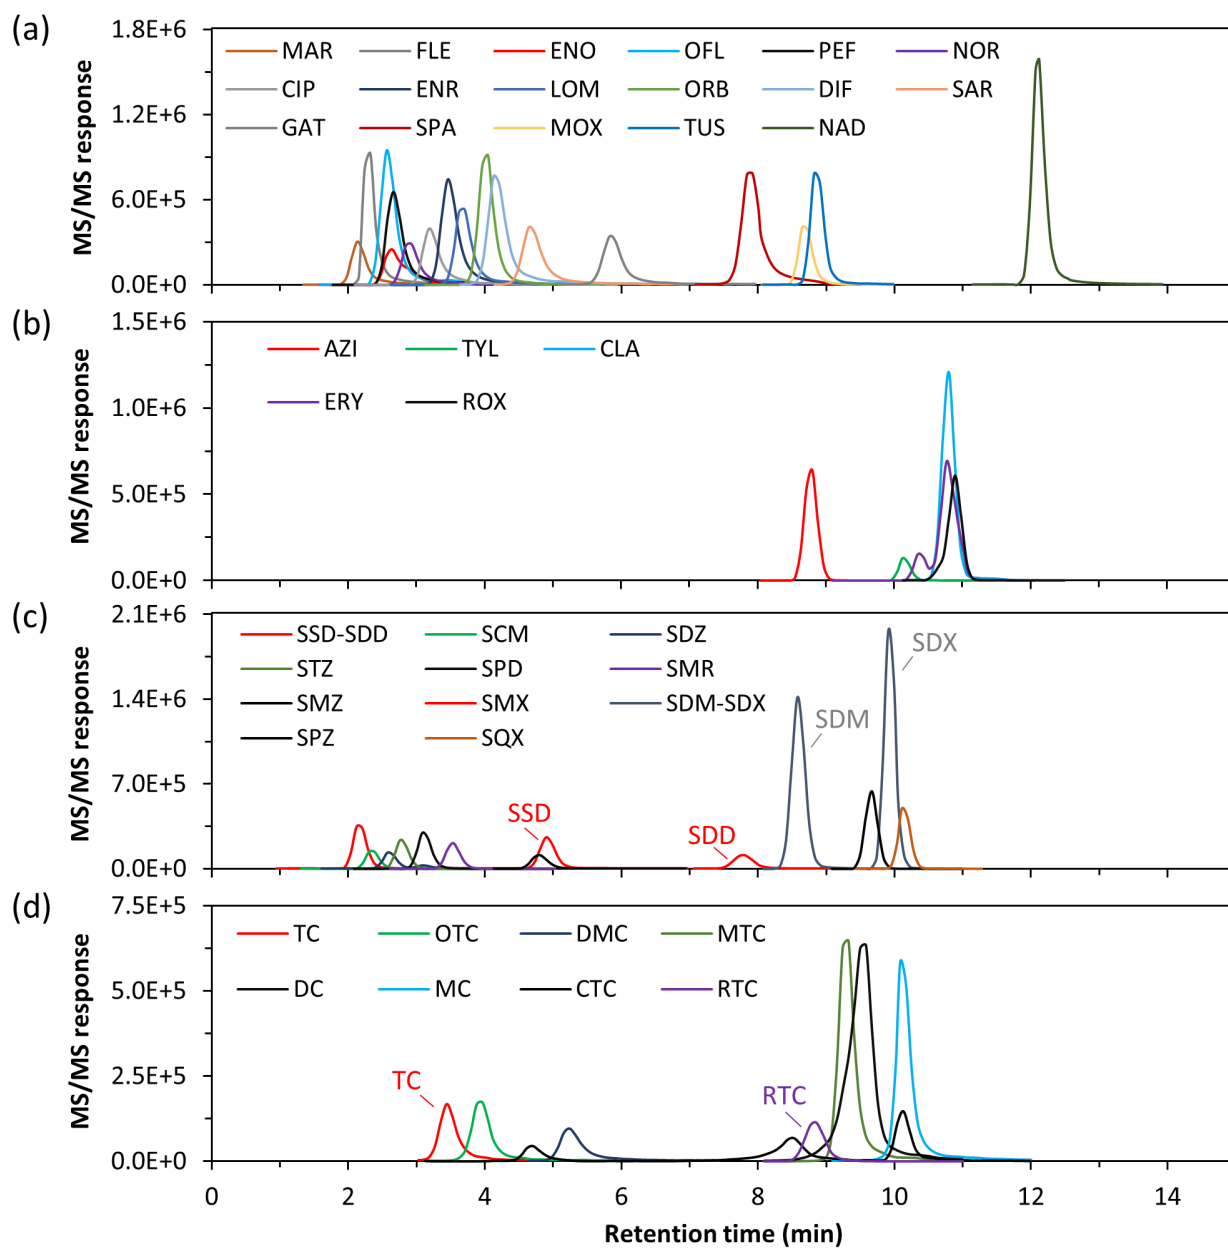 (a)
MS/MS response
1.8E+6
1.2E+6
6.0E+5
0.0E+0
MAR FLE ENO OFL PEF NOR
CIP ENR LOM ORB DIF SAR
GAT SPA MOX TUS NAD
(b)
MS/MS response
1.5E+6
1.0E+6
5.0E+5
0.0E+0
AZI TYL CLA
ERY ROX
(c)
MS/MS response
2.1E+6
1.4E+6
7.0E+5
0.0E+0
SSD-SDD SCM SDZ
STZ SPD SMR
SMZ SMX SDM-SDX
SPZ SQX
SSD
SDD
SDM
SDX
(d)
MS/MS response
7.5E+5
5.0E+5
2.5E+5
0.0E+0
TC OTC DMC MTC
DC MC CTC RTC
TC
RTC
0 2 4 6 8 10 12 14
Retention time (min)